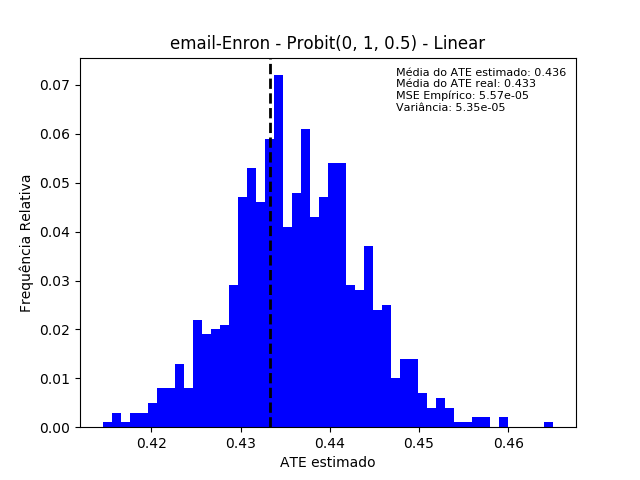 email-Enron - Probit(0, 1, 0.5) - Linear
Média do ATE estimado: 0.436
Média do ATE real: 0.433
MSE Empírico: 5.57e-05
Variância: 5.35e-05
0.07
0.06
0.05
0.04
0.03
0.02
0.01
0.00
Frequência Relativa
0.42
0.43
0.44
0.45
0.46
ATE estimado